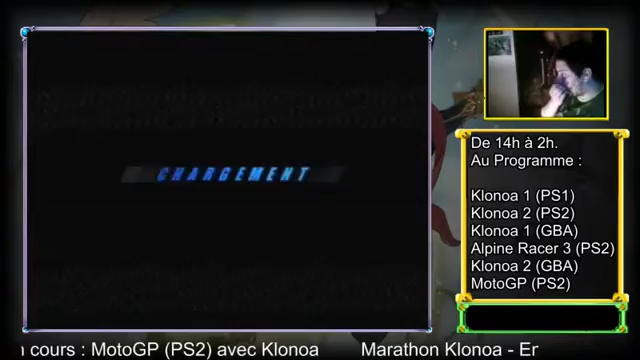 CHARGEMENT
De 14h à 2h.
Au Programme :
Klonoa 1 (PS1)
Klonoa 2 (PS2)
Klonoa 1 (GBA)
Alpine Racer 3 (PS2)
Klonoa 2 (GBA)
MotoGP (PS2)
n cours : MotoGP (PS2) avec Klonoa Marathon Klonoa - Er